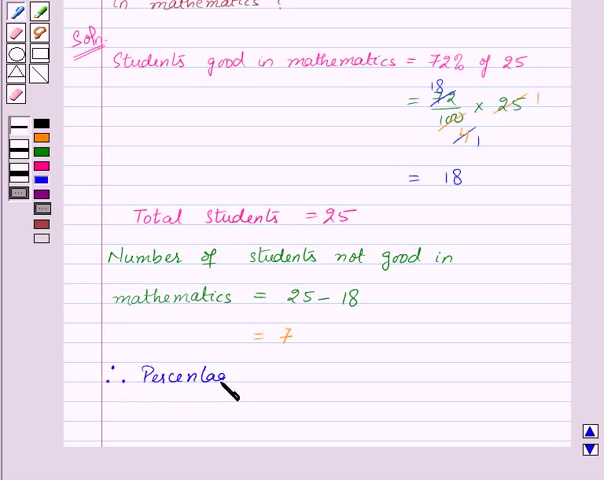 in mathematics?
Soln.
Students good in mathematics = 72% of 25
18
= 72/100 × 25 1
4 1
= 18
Total Students = 25
Number of students not good in
mathematics = 25 - 18
= 7
∴ Percentag